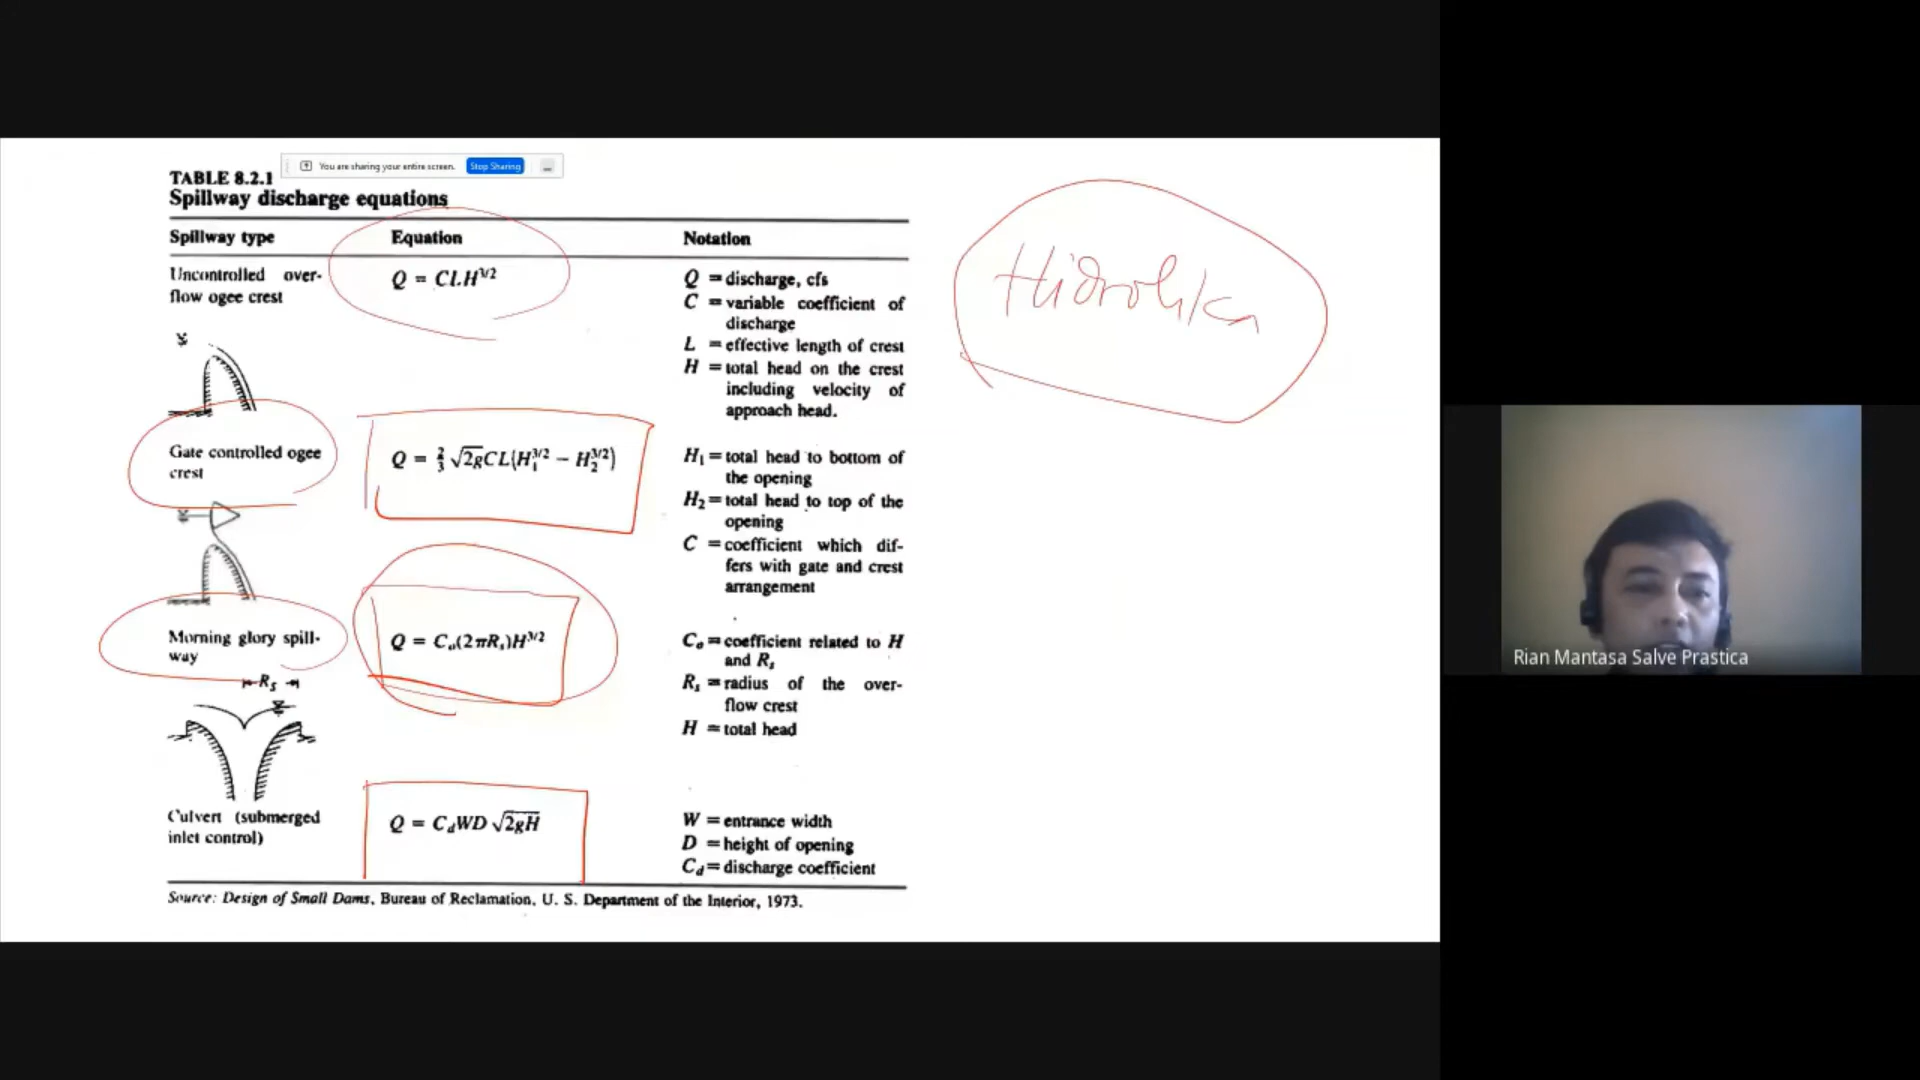 You are sharing your entire screen. Stop Sharing
TABLE 8.2.1
Spillway discharge equations
Spillway type Equation Notation
Uncontrolled over-
flow ogee crest
Q = CLH^3/2
Q = discharge, cfs
C = variable coefficient of
discharge
L = effective length of crest
H = total head on the crest
including velocity of
approach head.
Gate controlled ogee
crest
Q = 2/3 √2g CL(H₁^3/2 − H₂^3/2)
H₁ = total head to bottom of
the opening
H₂ = total head to top of the
opening
C = coefficient which dif-
fers with gate and crest
arrangement
Morning glory spill-
way
Rs
Q = Cₒ(2πRs)H^3/2
Cₒ = coefficient related to H
and Rs
Rs = radius of the over-
flow crest
H = total head
Culvert (submerged
inlet control)
Q = C_d WD √2gH
W = entrance width
D = height of opening
C_d = discharge coefficient
Source: Design of Small Dams, Bureau of Reclamation, U. S. Department of the Interior, 1973.
Hidrolika
Rian Mantasa Salve Prastica